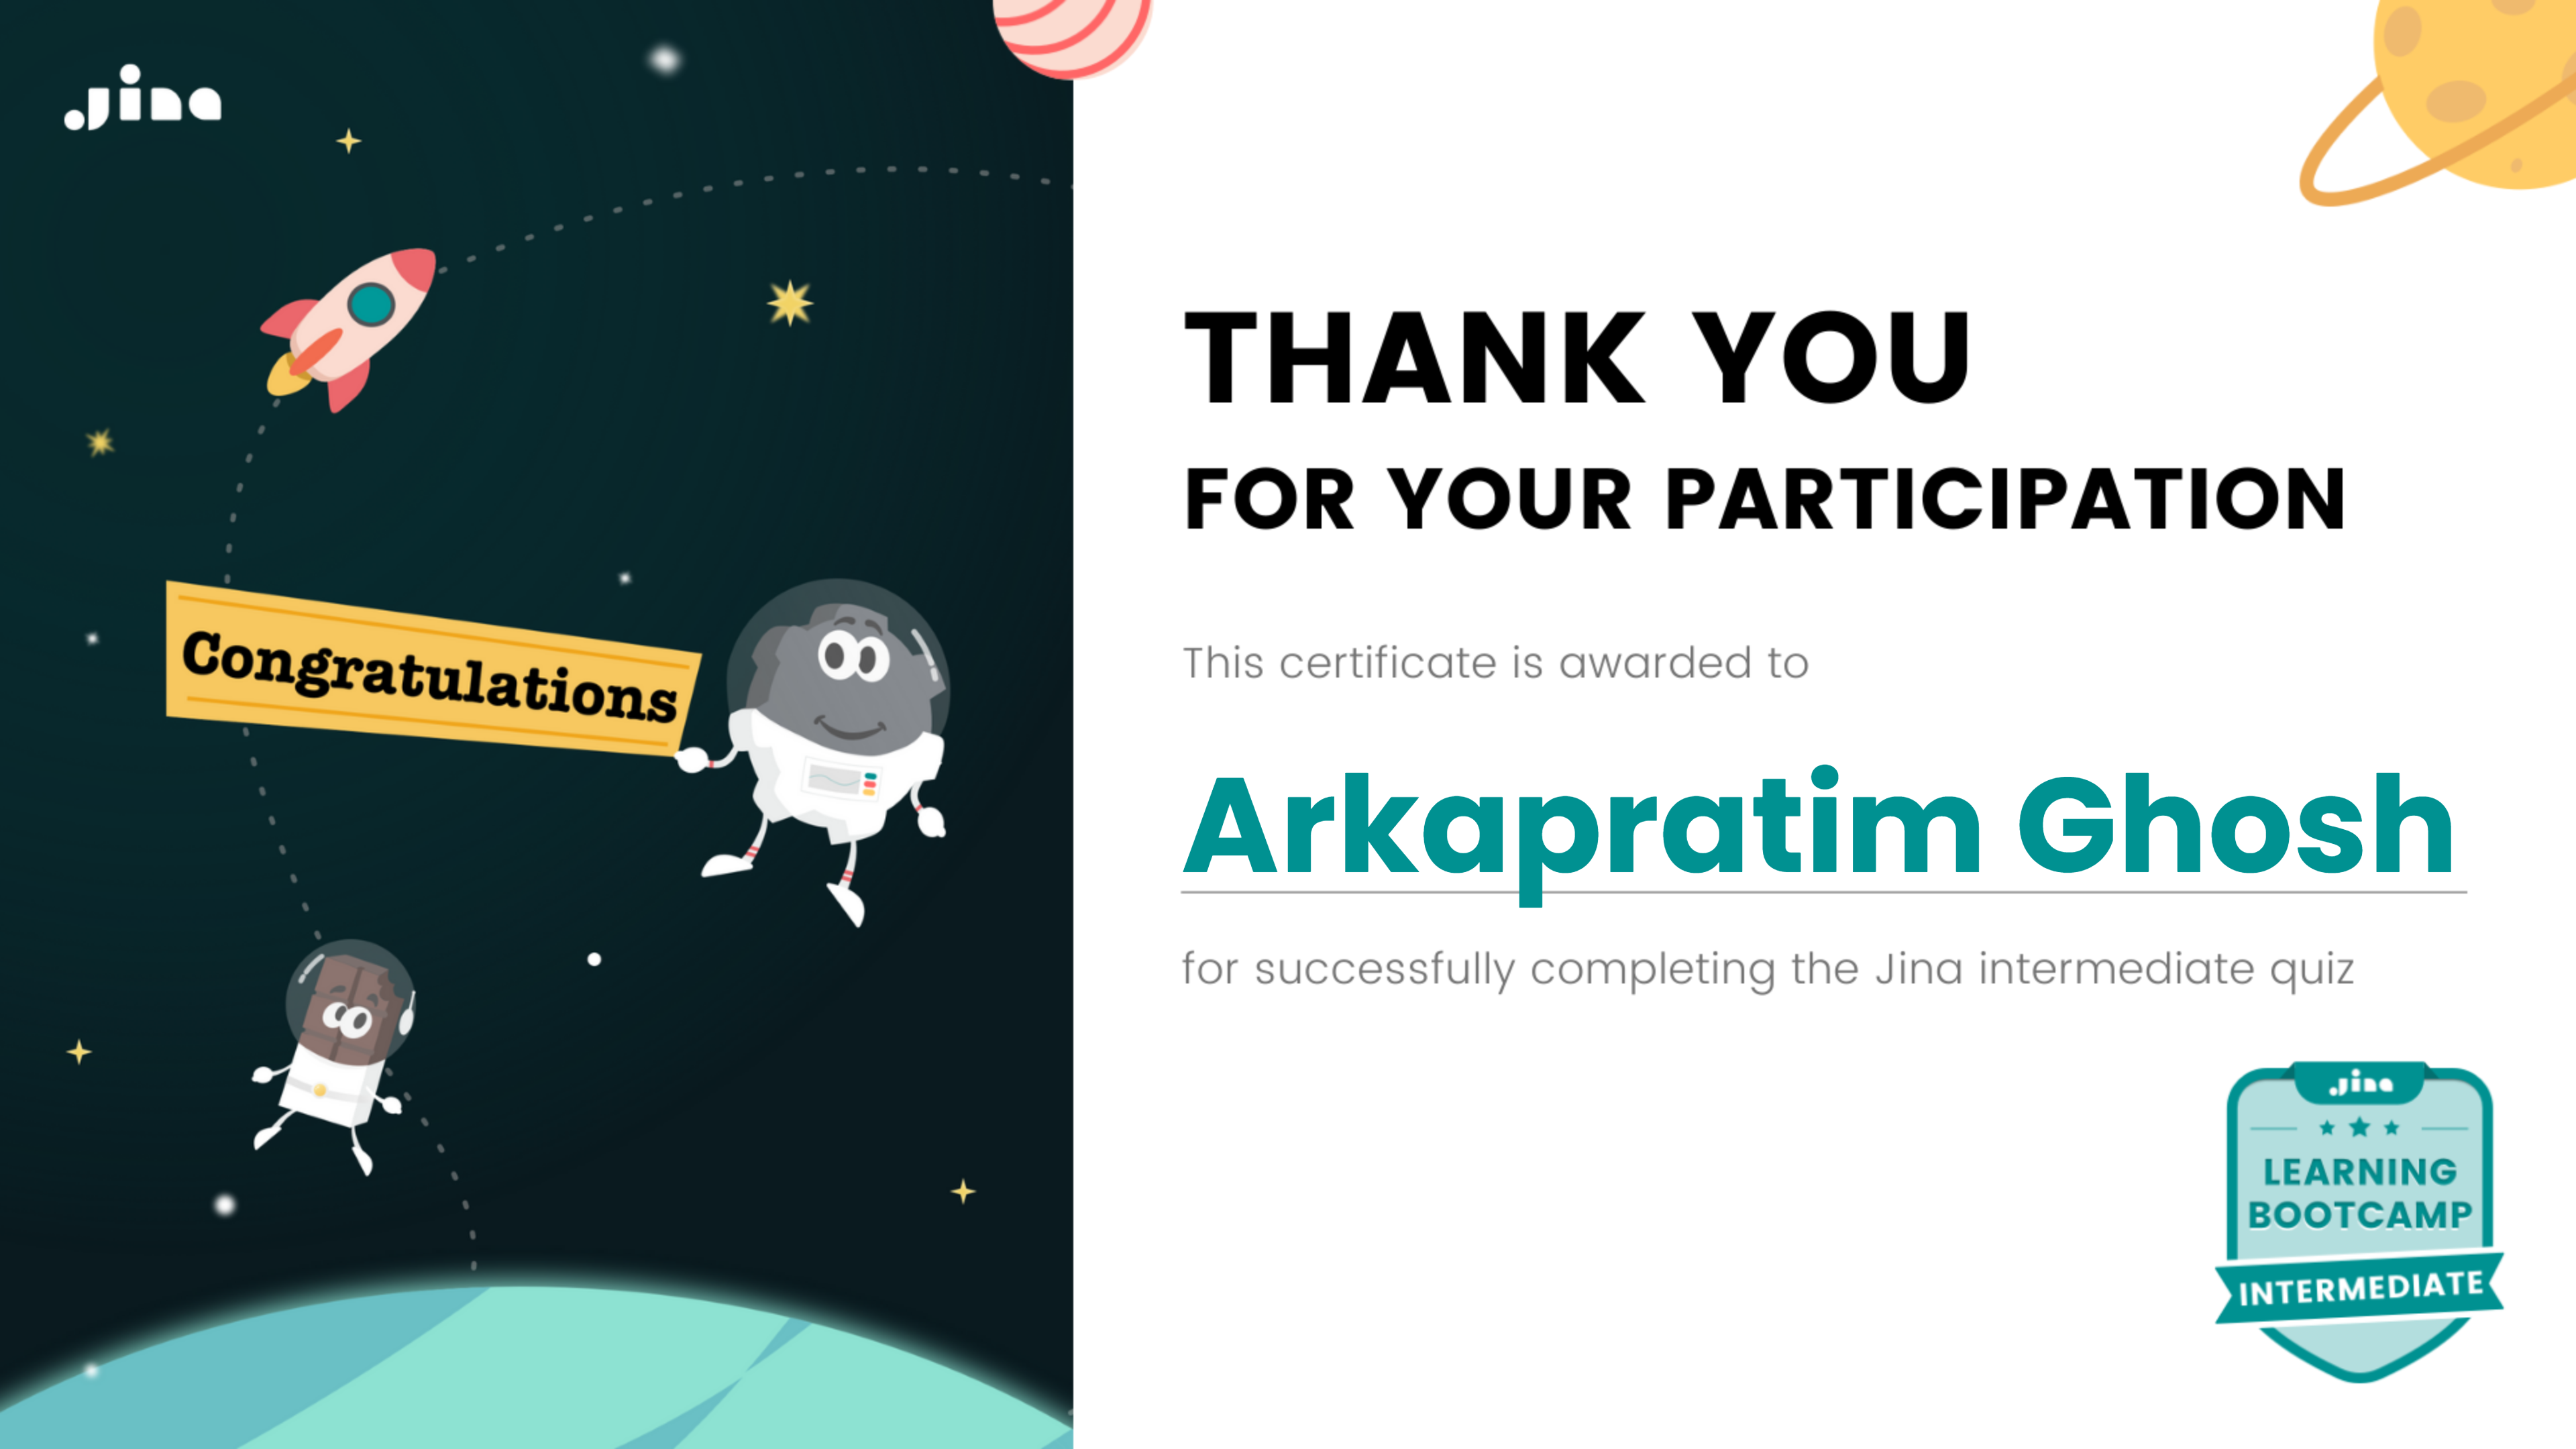 Jina
Congratulations
THANK YOU
FOR YOUR PARTICIPATION
This certificate is awarded to
Arkapratim Ghosh
for successfully completing the Jina intermediate quiz
Jina
LEARNING
BOOTCAMP
INTERMEDIATE